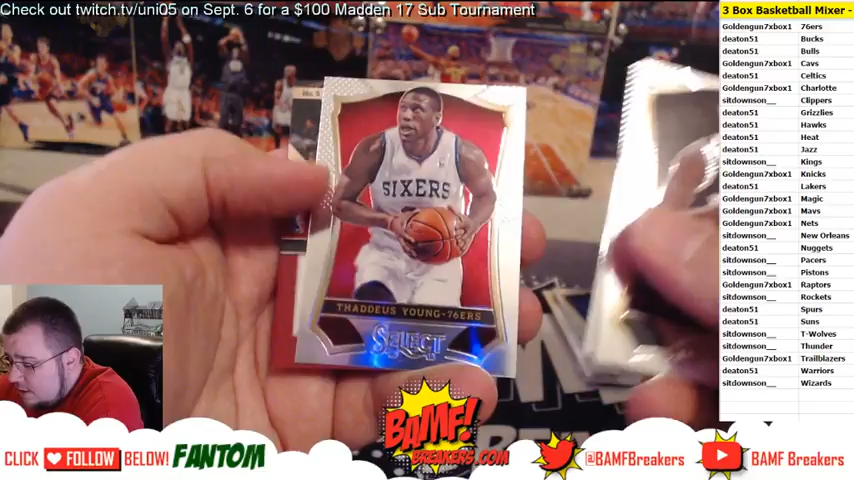 Check out twitch.tv/uni05 on Sept. 6 for a $100 Madden 17 Sub Tournament
3 Box Basketball Mixer -
Goldengun7xbox1 76ers
deaton51 Bucks
deaton51 Bulls
Goldengun7xbox1 Cavs
deaton51 Celtics
Goldengun7xbox1 Charlotte
sitdownson__ Clippers
deaton51 Grizzlies
deaton51 Hawks
deaton51 Heat
deaton51 Jazz
sitdownson__ Kings
Goldengun7xbox1 Knicks
deaton51 Lakers
Goldengun7xbox1 Magic
Goldengun7xbox1 Mavs
Goldengun7xbox1 Nets
sitdownson__ New Orleans
deaton51 Nuggets
sitdownson__ Pacers
sitdownson__ Pistons
Goldengun7xbox1 Raptors
sitdownson__ Rockets
deaton51 Spurs
deaton51 Suns
sitdownson__ T-Wolves
sitdownson__ Thunder
Goldengun7xbox1 Trailblazers
deaton51 Warriors
sitdownson__ Wizards
SIXERS
THADDEUS YOUNG-76ERS
SELECT
CLICK FOLLOW BELOW! FANTOM
BAMF!
BREAKERS.COM
@BAMFBreakers
BAMF Breakers